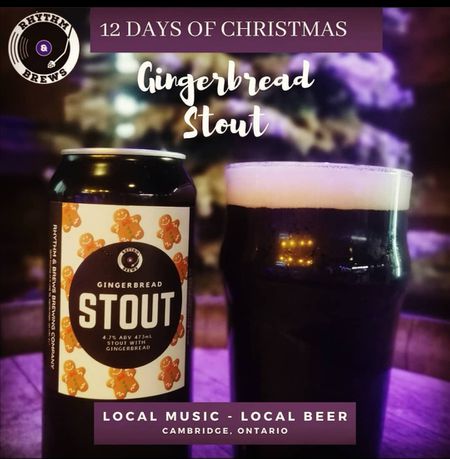 RHYTHM
&
BREWS
12 DAYS OF CHRISTMAS
Gingerbread
Stout
RHYTHM & BREWS BREWING COMPANY
GINGERBREAD
STOUT
4.7% ABV 473mL
STOUT WITH
GINGERBREAD
LOCAL MUSIC - LOCAL BEER
CAMBRIDGE, ONTARIO